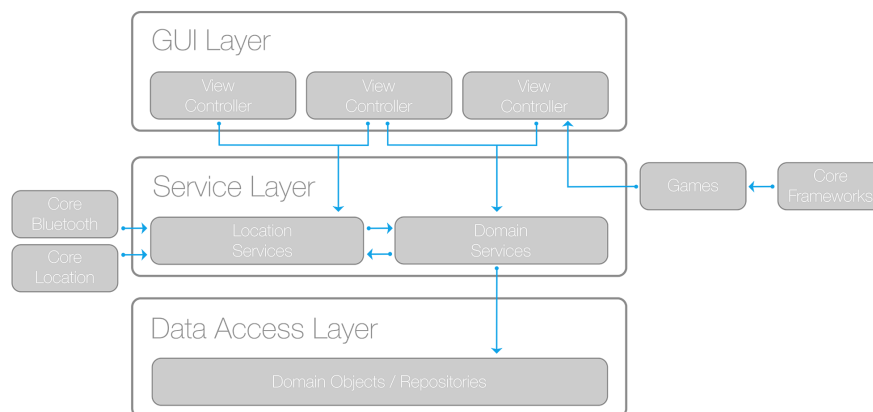 GUI Layer
View
Controller
View
Controller
View
Controller
Service Layer
Games
Core
Frameworks
Core
Bluetooth
Location
Services
Domain
Services
Core
Location
Data Access Layer
Domain Objects / Repositories